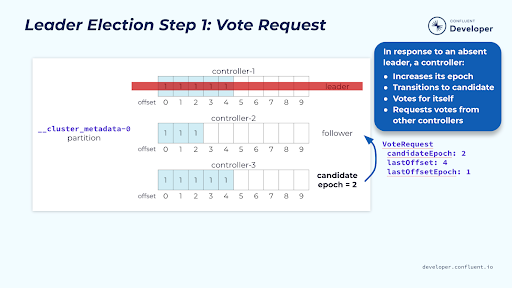 Leader Election Step 1: Vote Request
CONFLUENT
Developer
In response to an absent
leader, a controller:
Increases its epoch
Transitions to candidate
Votes for itself
Requests votes from
other controllers
controller-1
1 1 1 1 1
leader
offset 0 1 2 3 4 5 6 7 8 9
__cluster_metadata-0
partition
controller-2
1 1 1
follower
offset 0 1 2 3 4 5 6 7 8 9
controller-3
1 1 1 1 1
candidate
epoch = 2
offset 0 1 2 3 4 5 6 7 8 9
VoteRequest
candidateEpoch: 2
lastOffset: 4
lastOffsetEpoch: 1
developer.confluent.io